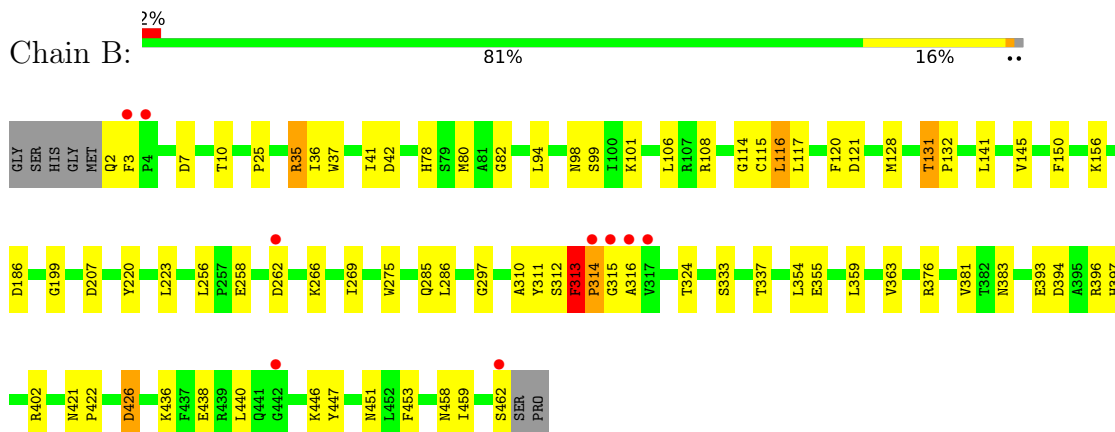 2%
Chain B:
81% 16% ••
GLY SER HIS GLY MET Q2 F3 P4 D7 T10 P25 R35 I36 W37 I41 D42 H78 S79 M80 A81 G82 L94 N98 S99 I100 K101 L106 R107 R108 G114 C115 L116 L117 F120 D121 M128 T131 P132 L141 V145 F150 K156
D186 G199 D207 Y220 L223 L256 P257 E258 D262 K266 I269 W275 Q285 L286 G297 A310 Y311 S312 F313 P314 G315 A316 V317 T324 S333 T337 L354 E355 L359 V363 R376 V381 T382 N383 E393 D394 A395 R396 H397
R402 N421 P422 D426 K436 F437 E438 R439 L440 Q441 G442 K446 Y447 N451 L452 F453 N458 I459 S462 SER PRO